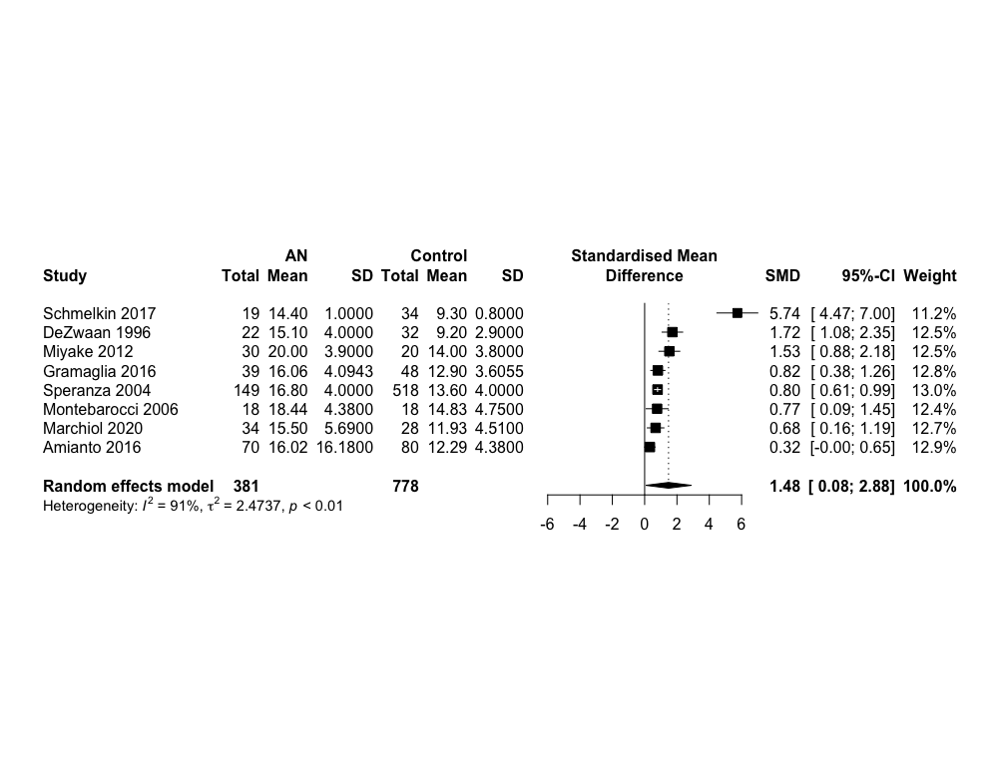 AN Control Standardised Mean
Study Total Mean SD Total Mean SD Difference SMD 95%-CI Weight
Schmelkin 2017 19 14.40 1.0000 34 9.30 0.8000 5.74 [ 4.47; 7.00] 11.2%
DeZwaan 1996 22 15.10 4.0000 32 9.20 2.9000 1.72 [ 1.08; 2.35] 12.5%
Miyake 2012 30 20.00 3.9000 20 14.00 3.8000 1.53 [ 0.88; 2.18] 12.5%
Gramaglia 2016 39 16.06 4.0943 48 12.90 3.6055 0.82 [ 0.38; 1.26] 12.8%
Speranza 2004 149 16.80 4.0000 518 13.60 4.0000 0.80 [ 0.61; 0.99] 13.0%
Montebarocci 2006 18 18.44 4.3800 18 14.83 4.7500 0.77 [ 0.09; 1.45] 12.4%
Marchiol 2020 34 15.50 5.6900 28 11.93 4.5100 0.68 [ 0.16; 1.19] 12.7%
Amianto 2016 70 16.02 16.1800 80 12.29 4.3800 0.32 [-0.00; 0.65] 12.9%
Random effects model 381 778 1.48 [ 0.08; 2.88] 100.0%
Heterogeneity: I² = 91%, τ² = 2.4737, p < 0.01
-6 -4 -2 0 2 4 6